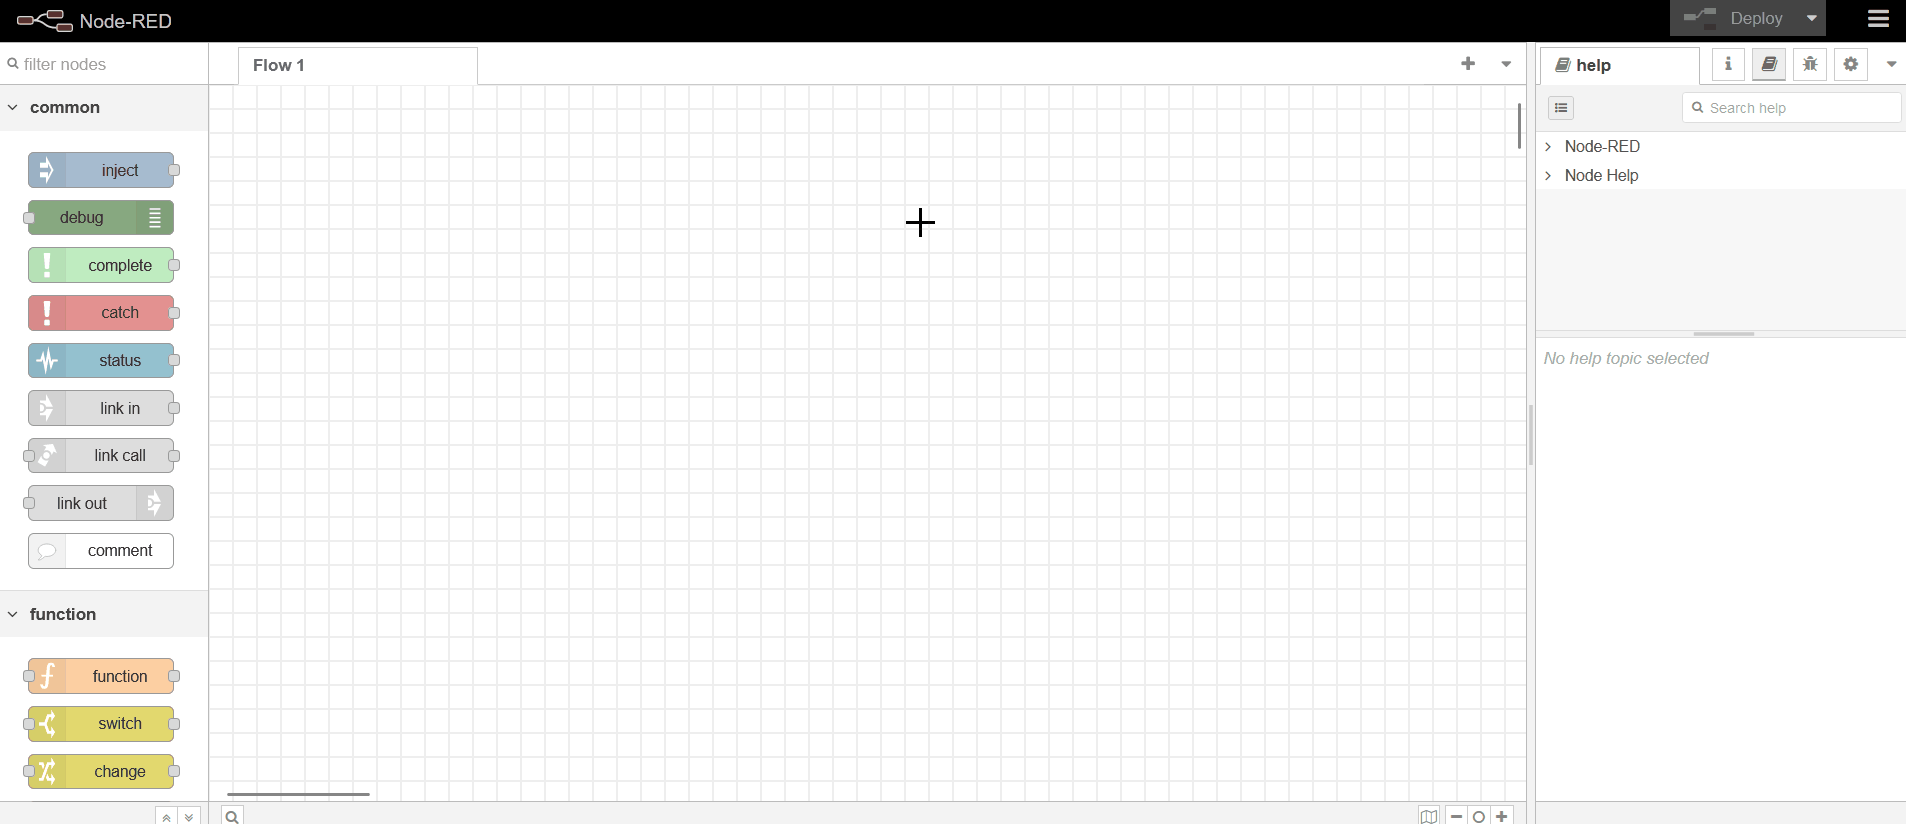 Node-RED
Deploy
filter nodes
Flow 1
help
common
Search help
inject
debug
complete
catch
status
link in
link call
link out
comment
function
function
switch
change
Node-RED
Node Help
No help topic selected